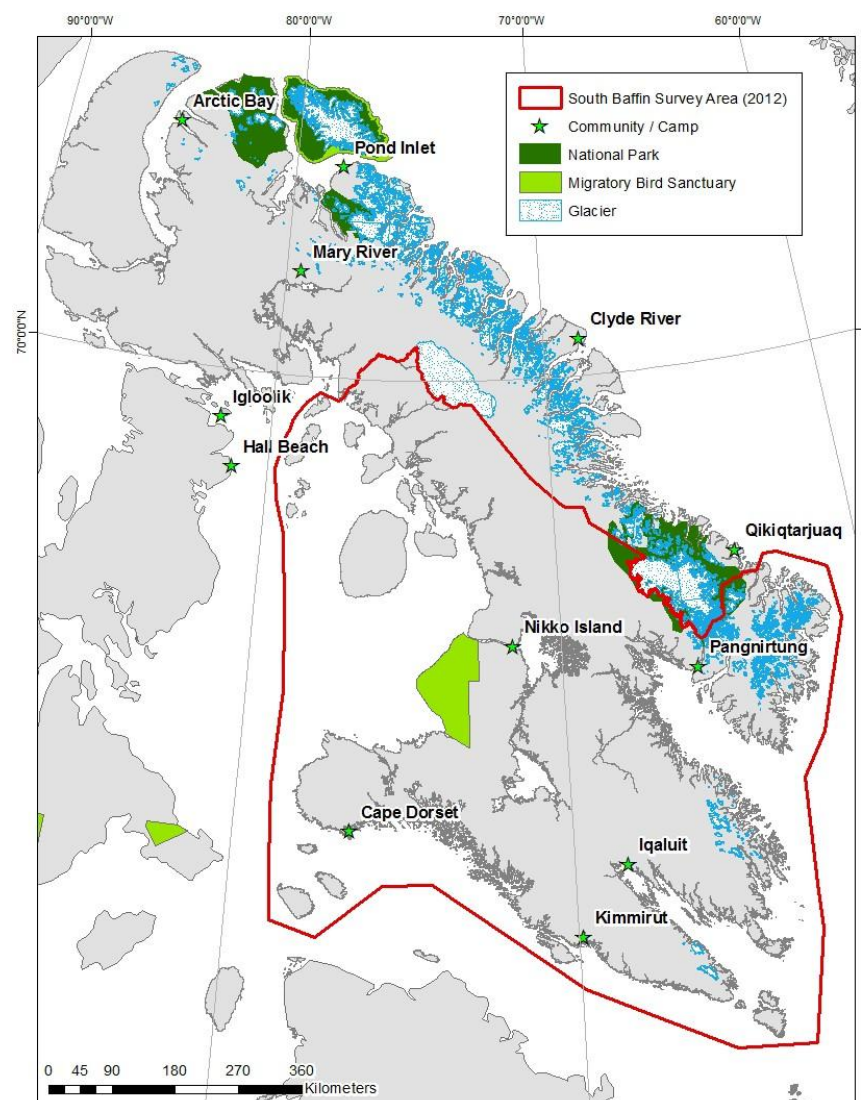 90°0'0"W
80°0'0"W
70°0'0"W
60°0'0"W
South Baffin Survey Area (2012)
Community / Camp
National Park
Migratory Bird Sanctuary
Glacier
Arctic Bay
Pond Inlet
Mary River
Clyde River
70°0'0"N
Igloolik
Hall Beach
Qikiqtarjuaq
Nikko Island
Pangnirtung
Cape Dorset
Iqaluit
Kimmirut
0 45 90 180 270 360
Kilometers